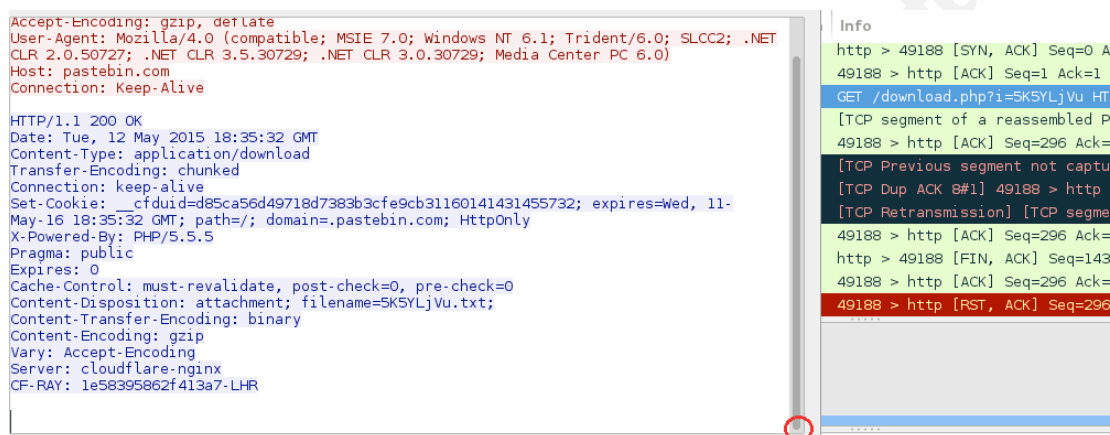 Accept-Encoding: gzip, deflate
User-Agent: Mozilla/4.0 (compatible; MSIE 7.0; Windows NT 6.1; Trident/6.0; SLCC2; .NET
CLR 2.0.50727; .NET CLR 3.5.30729; .NET CLR 3.0.30729; Media Center PC 6.0)
Host: pastebin.com
Connection: Keep-Alive
HTTP/1.1 200 OK
Date: Tue, 12 May 2015 18:35:32 GMT
Content-Type: application/download
Transfer-Encoding: chunked
Connection: keep-alive
Set-Cookie: __cfduid=d85ca56d49718d7383b3cfe9cb31160141431455732; expires=Wed, 11-
May-16 18:35:32 GMT; path=/; domain=.pastebin.com; HttpOnly
X-Powered-By: PHP/5.5.5
Pragma: public
Expires: 0
Cache-Control: must-revalidate, post-check=0, pre-check=0
Content-Disposition: attachment; filename=5K5YLjVu.txt;
Content-Transfer-Encoding: binary
Content-Encoding: gzip
Vary: Accept-Encoding
Server: cloudflare-nginx
CF-RAY: 1e58395862f413a7-LHR
Info
http > 49188 [SYN, ACK] Seq=0 A
49188 > http [ACK] Seq=1 Ack=1
GET /download.php?i=5K5YLjVu HT
[TCP segment of a reassembled P
49188 > http [ACK] Seq=296 Ack=
[TCP Previous segment not captu
[TCP Dup ACK 8#1] 49188 > http
[TCP Retransmission] [TCP segme
49188 > http [ACK] Seq=296 Ack=
http > 49188 [FIN, ACK] Seq=143
49188 > http [ACK] Seq=296 Ack=
49188 > http [RST, ACK] Seq=296